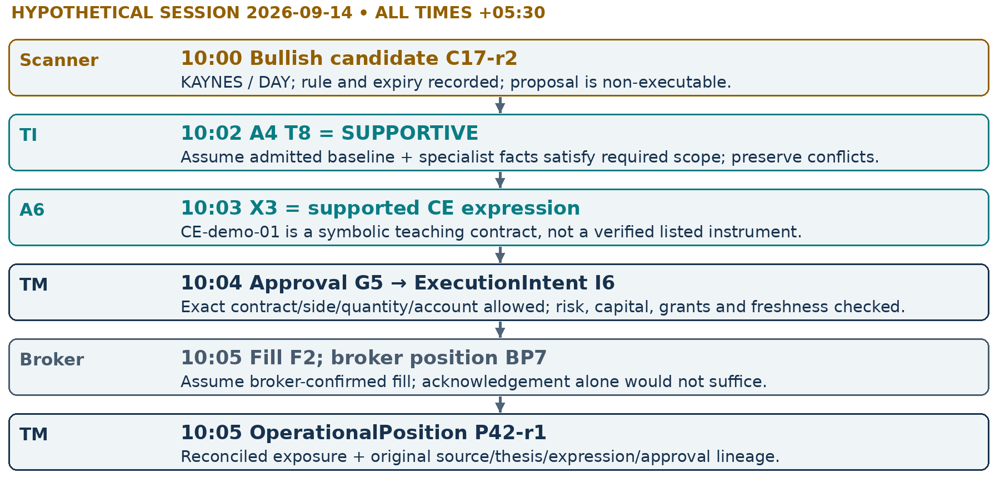 HYPOTHETICAL SESSION 2026-09-14 • ALL TIMES +05:30
Scanner
10:00 Bullish candidate C17-r2
KAYNES / DAY; rule and expiry recorded; proposal is non-executable.
TI
10:02 A4 T8 = SUPPORTIVE
Assume admitted baseline + specialist facts satisfy required scope; preserve conflicts.
A6
10:03 X3 = supported CE expression
CE-demo-01 is a symbolic teaching contract, not a verified listed instrument.
TM
10:04 Approval G5 → ExecutionIntent I6
Exact contract/side/quantity/account allowed; risk, capital, grants and freshness checked.
Broker
10:05 Fill F2; broker position BP7
Assume broker-confirmed fill; acknowledgement alone would not suffice.
TM
10:05 OperationalPosition P42-r1
Reconciled exposure + original source/thesis/expression/approval lineage.